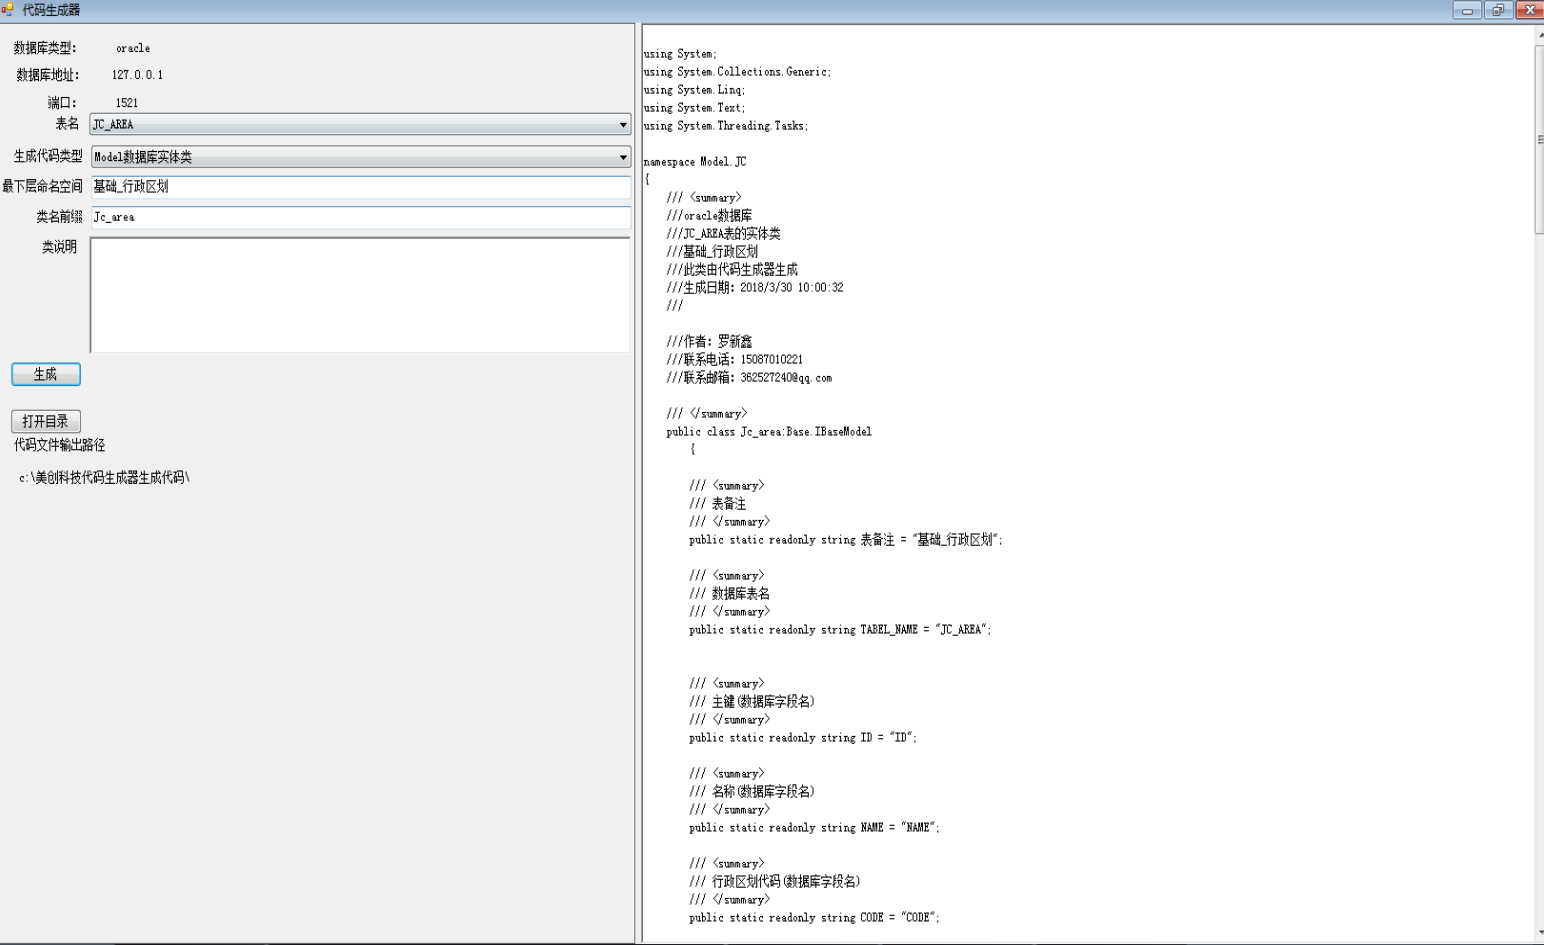 代码生成器
数据库类型: oracle
数据库地址: 127.0.0.1
端口: 1521
表名 JC_AREA
生成代码类型 Model数据库实体类
最下层命名空间 基础_行政区划
类名前缀 Jc_area
类说明
生成
打开目录
代码文件输出路径
c:\美创科技代码生成器生成代码\
using System;
using System.Collections.Generic;
using System.Linq;
using System.Text;
using System.Threading.Tasks;
namespace Model.JC
{
/// <summary>
///oracle数据库
///JC_AREA表的实体类
///基础_行政区划
///此类由代码生成器生成
///生成日期: 2018/3/30 10:00:32
///
///作者: 罗新鑫
///联系电话: 15087010221
///联系邮箱: 362527240@qq.com
/// </summary>
public class Jc_area:Base.IBaseModel
{
/// <summary>
/// 表备注
/// </summary>
public static readonly string 表备注 = "基础_行政区划";
/// <summary>
/// 数据库表名
/// </summary>
public static readonly string TABEL_NAME = "JC_AREA";
/// <summary>
/// 主键(数据库字段名)
/// </summary>
public static readonly string ID = "ID";
/// <summary>
/// 名称(数据库字段名)
/// </summary>
public static readonly string NAME = "NAME";
/// <summary>
/// 行政区划代码(数据库字段名)
/// </summary>
public static readonly string CODE = "CODE";